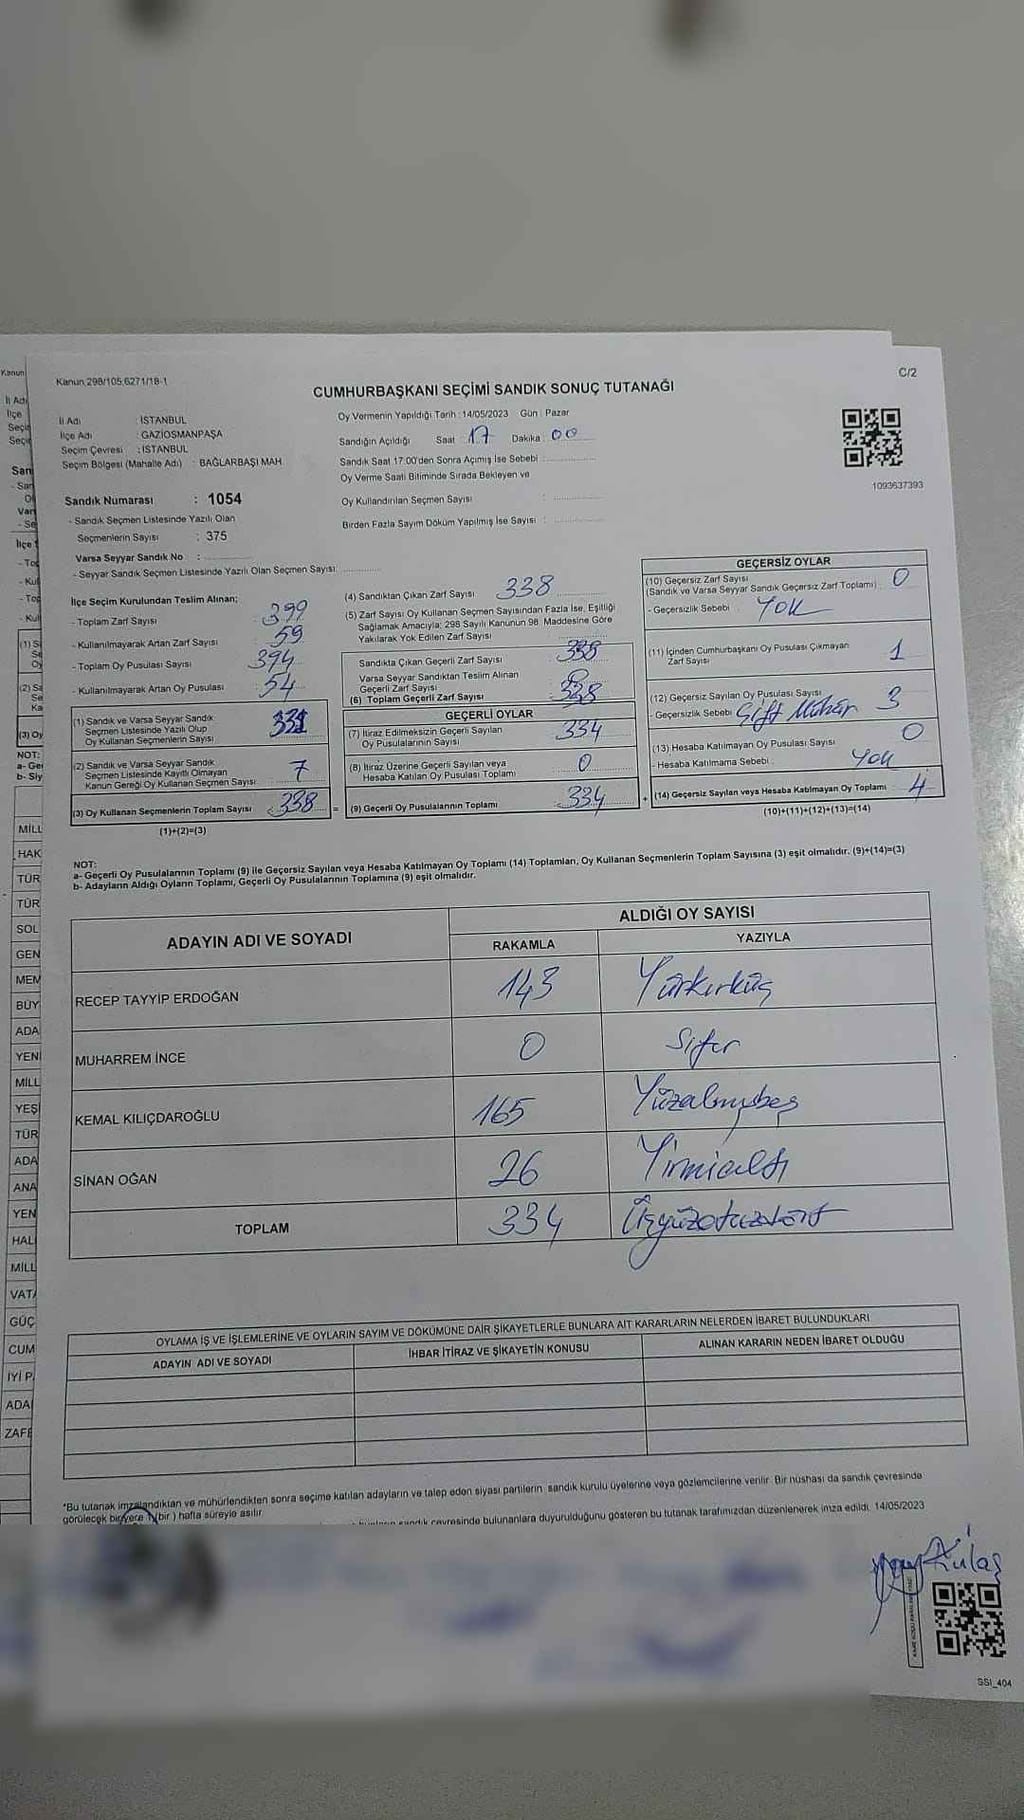 Kanun 298/105,6271/18-1
C/2
CUMHURBAŞKANI SEÇİMİ SANDIK SONUÇ TUTANAĞI
İl Adı : İSTANBUL
İlçe Adı : GAZİOSMANPAŞA
Seçim Çevresi : İSTANBUL
Seçim Bölgesi (Mahalle Adı) : BAĞLARBAŞI MAH.
Sandık Numarası : 1054
- Sandık Seçmen Listesinde Yazılı Olan
Seçmenlerin Sayısı : 375
Varsa Seyyar Sandık No :
- Seyyar Sandık Seçmen Listesinde Yazılı Olan Seçmen Sayısı:
Oy Vermenin Yapıldığı Tarih : 14/05/2023 Gün : Pazar
Sandığın Açıldığı Saat 17 Dakika : 00
Sandık Saat 17:00'den Sonra Açılmış İse Sebebi
Oy Verme Saati Bitiminde Sırada Bekleyen ve
Oy Kullandırılan Seçmen Sayısı :
Birden Fazla Sayım Döküm Yapılmış İse Sayısı :
1093637393
İlçe Seçim Kurulundan Teslim Alınan;
- Toplam Zarf Sayısı 399
- Kullanılmayarak Artan Zarf Sayısı 59
- Toplam Oy Pusulası Sayısı 394
- Kullanılmayarak Artan Oy Pusulası 54
(1) Sandık ve Varsa Seyyar Sandık
Seçmen Listesinde Yazılı Olup
Oy Kullanan Seçmenlerin Sayısı
(2) Sandık ve Varsa Seyyar Sandık
Seçmen Listesinde Kayıtlı Olmayan
Kanun Gereği Oy Kullanan Seçmen Sayısı 7
(3) Oy Kullanan Seçmenlerin Toplam Sayısı 338
(1)+(2)=(3)
(4) Sandıktan Çıkan Zarf Sayısı 338
(5) Zarf Sayısı Oy Kullanan Seçmen Sayısından Fazla İse, Eşitliği
Sağlamak Amacıyla; 298 Sayılı Kanunun 98. Maddesine Göre
Yakılarak Yok Edilen Zarf Sayısı
Sandıkta Çıkan Geçerli Zarf Sayısı 338
Varsa Seyyar Sandıktan Teslim Alınan
Geçerli Zarf Sayısı 0
(6) Toplam Geçerli Zarf Sayısı 338
GEÇERLİ OYLAR
(7) İtiraz Edilmeksizin Geçerli Sayılan
Oy Pusulalarının Sayısı 334
(8) İtiraz Üzerine Geçerli Sayılan veya
Hesaba Katılan Oy Pusulası Toplamı 0
(9) Geçerli Oy Pusulalarının Toplamı 334
=
+
GEÇERSİZ OYLAR
(10) Geçersiz Zarf Sayısı
(Sandık ve Varsa Seyyar Sandık Geçersiz Zarf Toplamı) 0
- Geçersizlik Sebebi YOK
(11) İçinden Cumhurbaşkanı Oy Pusulası Çıkmayan
Zarf Sayısı 1
(12) Geçersiz Sayılan Oy Pusulası Sayısı 3
- Geçersizlik Sebebi Çift Mühür
(13) Hesaba Katılmayan Oy Pusulası Sayısı 0
- Hesaba Katılmama Sebebi : YOK
(14) Geçersiz Sayılan veya Hesaba Katılmayan Oy Toplamı 4
(10)+(11)+(12)+(13)=(14)
NOT:
a- Geçerli Oy Pusulalarının Toplamı (9) ile Geçersiz Sayılan veya Hesaba Katılmayan Oy Toplamı (14) Toplamları, Oy Kullanan Seçmenlerin Toplam Sayısına (3) eşit olmalıdır. (9)+(14)=(3)
b- Adayların Aldığı Oyların Toplamı, Geçerli Oy Pusulalarının Toplamına (9) eşit olmalıdır.
ADAYIN ADI VE SOYADI
ALDIĞI OY SAYISI
RAKAMLA YAZIYLA
RECEP TAYYİP ERDOĞAN 143 Yüzkırküç
MUHARREM İNCE 0 Sıfır
KEMAL KILIÇDAROĞLU 165 Yüzaltmışbeş
SİNAN OĞAN 26 Yirmialtı
TOPLAM 334 Üçyüzotuzdört
OYLAMA İŞ VE İŞLEMLERİNE VE OYLARIN SAYIM VE DÖKÜMÜNE DAİR ŞİKAYETLERLE BUNLARA AİT KARARLARIN NELERDEN İBARET BULUNDUKLARI
ADAYIN ADI VE SOYADI
İHBAR İTİRAZ VE ŞİKAYETİN KONUSU
ALINAN KARARIN NEDEN İBARET OLDUĞU
*Bu tutanak imzalandıktan ve mühürlendikten sonra seçime katılan adayların ve talep eden siyasi partilerin sandık kurulu üyelerine veya gözlemcilerine verilir. Bir nüshası da sandık çevresinde
görülecek bir yere 1 (bir) hafta süreyle asılır.
sandık çevresinde bulunanlara duyurulduğunu gösteren bu tutanak tarafımızdan düzenlenerek imza edildi. 14/05/2023
SSI_404